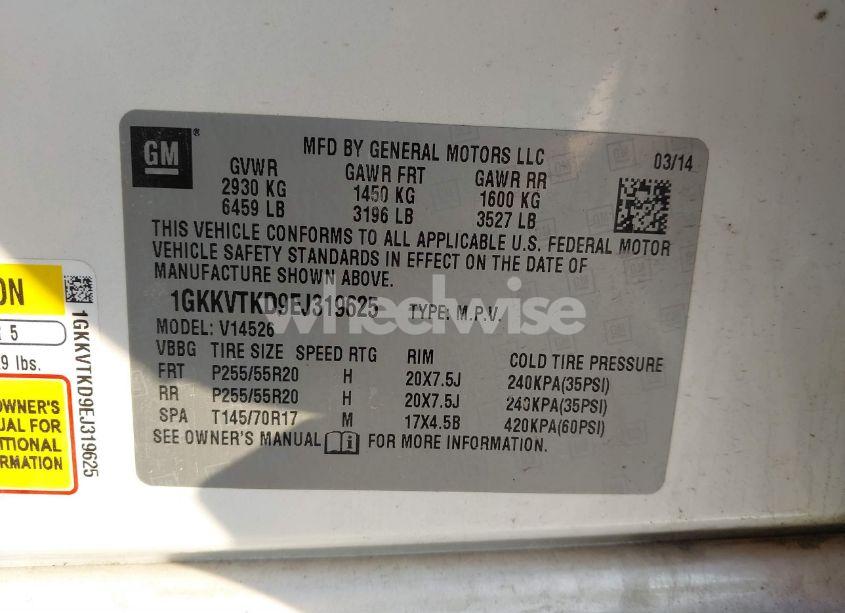 GM
MFD BY GENERAL MOTORS LLC
03/14
GVWR GAWR FRT GAWR RR
2930 KG 1450 KG 1600 KG
6459 LB 3196 LB 3527 LB
THIS VEHICLE CONFORMS TO ALL APPLICABLE U.S. FEDERAL MOTOR
VEHICLE SAFETY STANDARDS IN EFFECT ON THE DATE OF
MANUFACTURE SHOWN ABOVE.
1GKKVTKD9EJ319625 TYPE: M.P.V.
MODEL: V14526
VBBG TIRE SIZE SPEED RTG RIM COLD TIRE PRESSURE
FRT P255/55R20 H 20X7.5J 240KPA(35PSI)
RR P255/55R20 H 20X7.5J 240KPA(35PSI)
SPA T145/70R17 M 17X4.5B 420KPA(60PSI)
SEE OWNER'S MANUAL FOR MORE INFORMATION.
wheelwise
ON
R 5
9 lbs.
OWNER'S
UAL FOR
ITIONAL
RMATION
1GKKVTKD9EJ319625